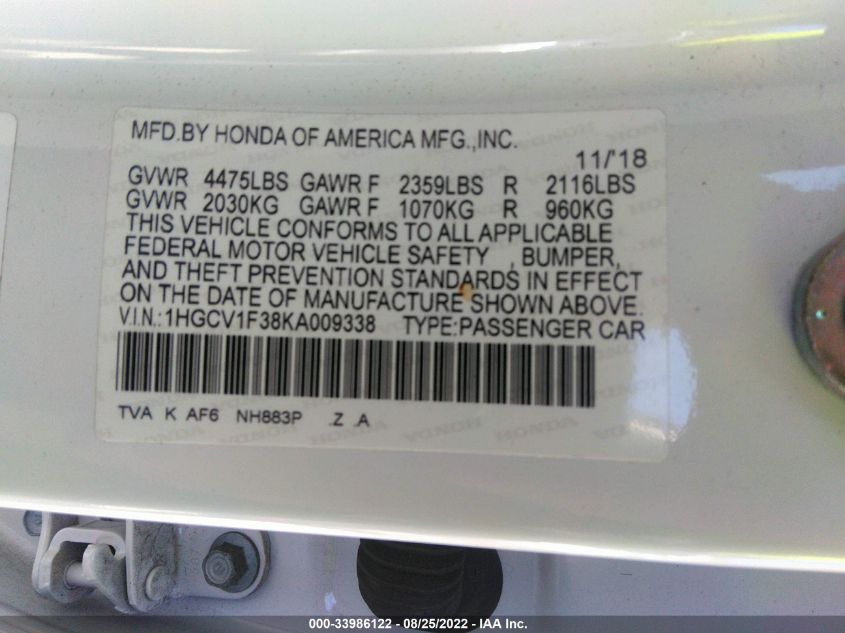 MFD.BY HONDA OF AMERICA MFG.,INC.
11/'18
GVWR 4475LBS GAWR F 2359LBS R 2116LBS
GVWR 2030KG GAWR F 1070KG R 960KG
THIS VEHICLE CONFORMS TO ALL APPLICABLE
FEDERAL MOTOR VEHICLE SAFETY , BUMPER,
AND THEFT PREVENTION STANDARDS IN EFFECT
ON THE DATE OF MANUFACTURE SHOWN ABOVE.
V.I.N.:1HGCV1F38KA009338 TYPE:PASSENGER CAR
TVA K AF6 NH883P .Z .A
000-33986122 - 08/25/2022 - IAA Inc.